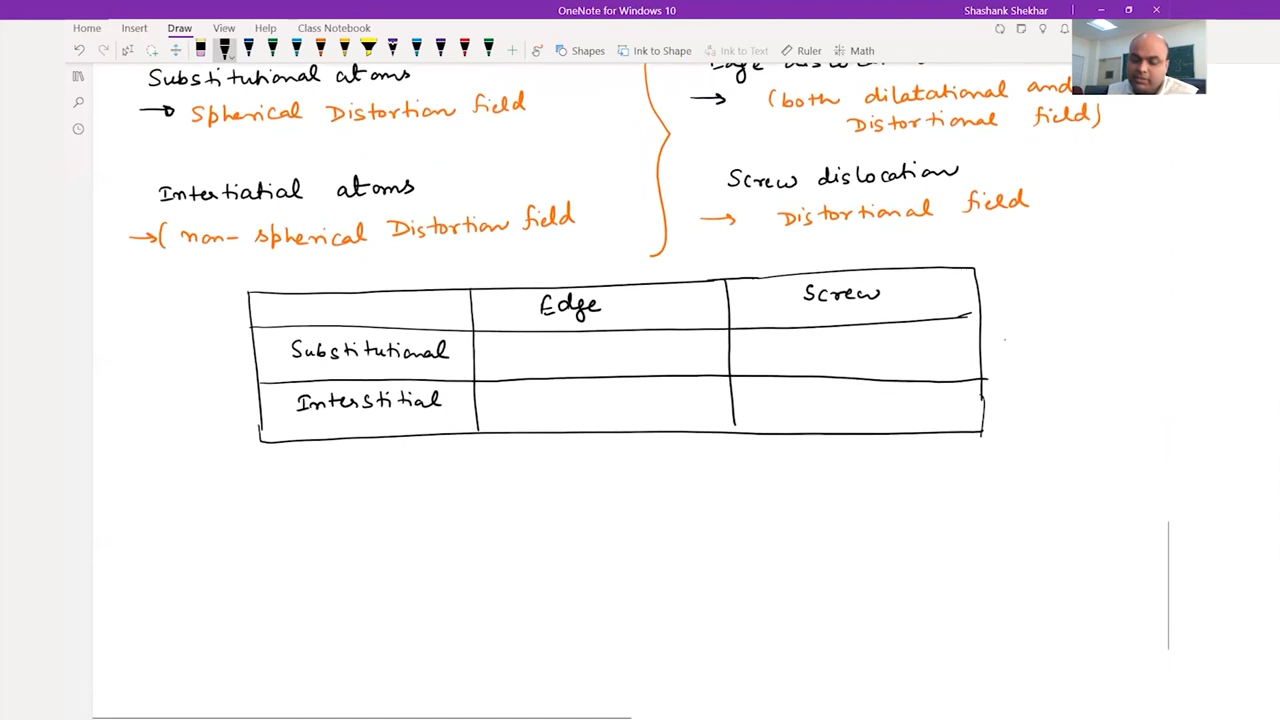 OneNote for Windows 10
Shashank Shekhar
Home Insert Draw View Class Notebook
Shapes Ink to Shape Ink to Text Ruler Math
Substitutional atoms
→ Spherical Distortion field
Intertiatial atoms
→ ( non-spherical Distortion field
Edge
→ (both dilatational and
Distortional field)
Screw dislocation
→ Distortional field
Edge Screw
Substitutional
Interstitial